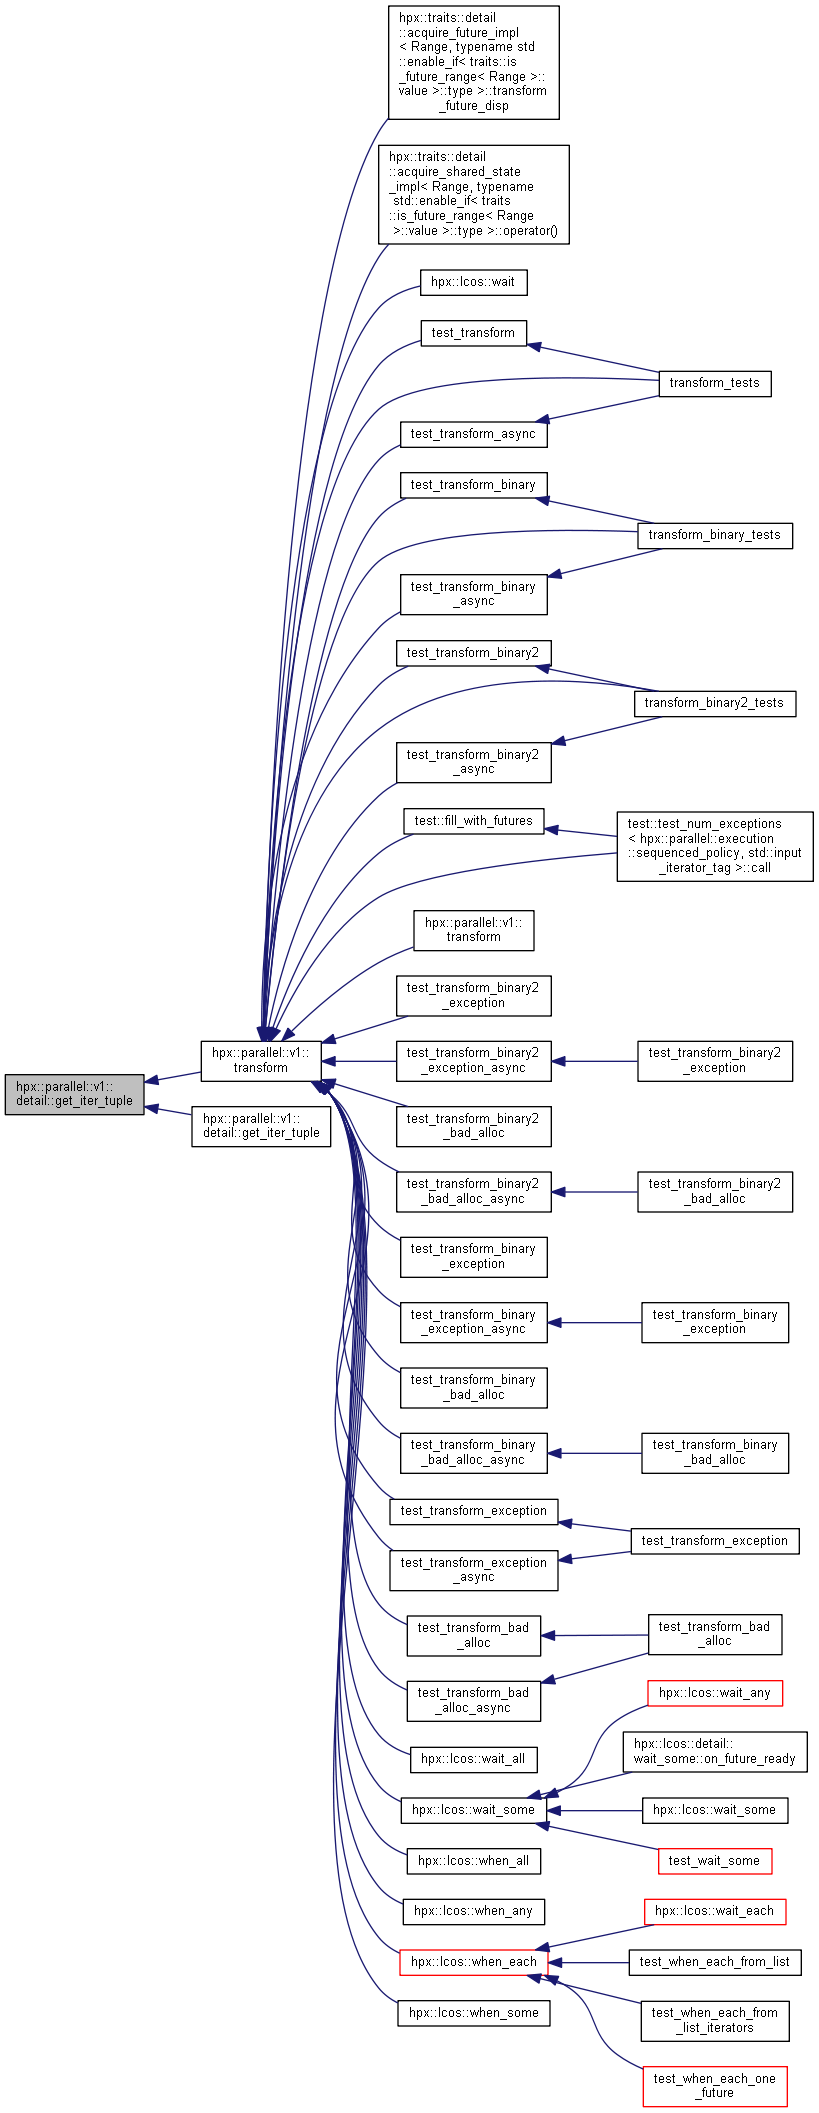 hpx::traits::detail
::acquire_future_impl
< Range, typename std
::enable_if< traits::is
_future_range< Range >::
value >::type >::transform
_future_disp
hpx::traits::detail
::acquire_shared_state
_impl< Range, typename
std::enable_if< traits
::is_future_range< Range
>::value >::type >::operator()
hpx::lcos::wait
test_transform
transform_tests
test_transform_async
test_transform_binary
transform_binary_tests
test_transform_binary
_async
test_transform_binary2
transform_binary2_tests
test_transform_binary2
_async
test::fill_with_futures
test::test_num_exceptions
< hpx::parallel::execution
::sequenced_policy, std::input
_iterator_tag >::call
hpx::parallel::v1::
transform
test_transform_binary2
_exception
hpx::parallel::v1::
transform
test_transform_binary2
_exception_async
test_transform_binary2
_exception
hpx::parallel::v1::
detail::get_iter_tuple
hpx::parallel::v1::
detail::get_iter_tuple
test_transform_binary2
_bad_alloc
test_transform_binary2
_bad_alloc_async
test_transform_binary2
_bad_alloc
test_transform_binary
_exception
test_transform_binary
_exception_async
test_transform_binary
_exception
test_transform_binary
_bad_alloc
test_transform_binary
_bad_alloc_async
test_transform_binary
_bad_alloc
test_transform_exception
test_transform_exception
test_transform_exception
_async
test_transform_bad
_alloc
test_transform_bad
_alloc
test_transform_bad
_alloc_async
hpx::lcos::wait_any
hpx::lcos::detail::
wait_some::on_future_ready
hpx::lcos::wait_all
hpx::lcos::wait_some
hpx::lcos::wait_some
hpx::lcos::when_all
test_wait_some
hpx::lcos::when_any
hpx::lcos::wait_each
hpx::lcos::when_each
test_when_each_from_list
hpx::lcos::when_some
test_when_each_from
_list_iterators
test_when_each_one
_future